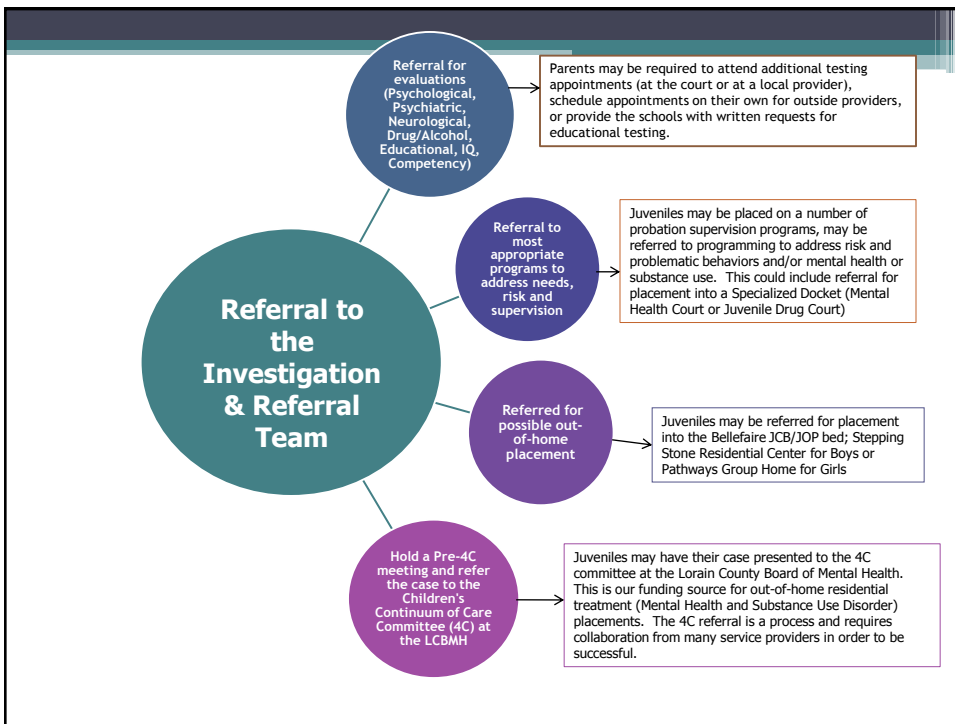 Referral to
the
Investigation
& Referral
Team
Referral for
evaluations
(Psychological,
Psychiatric,
Neurological,
Drug/Alcohol,
Educational, IQ,
Competency)
Parents may be required to attend additional testing
appointments (at the court or at a local provider),
schedule appointments on their own for outside providers,
or provide the schools with written requests for
educational testing.
Referral to
most
appropriate
programs to
address needs,
risk and
supervision
Juveniles may be placed on a number of
probation supervision programs, may be
referred to programming to address risk and
problematic behaviors and/or mental health or
substance use. This could include referral for
placement into a Specialized Docket (Mental
Health Court or Juvenile Drug Court)
Referred for
possible out-
of-home
placement
Juveniles may be referred for placement
into the Bellefaire JCB/JOP bed; Stepping
Stone Residential Center for Boys or
Pathways Group Home for Girls
Hold a Pre-4C
meeting and refer
the case to the
Children's
Continuum of Care
Committee (4C) at
the LCBMH
Juveniles may have their case presented to the 4C
committee at the Lorain County Board of Mental Health.
This is our funding source for out-of-home residential
treatment (Mental Health and Substance Use Disorder)
placements. The 4C referral is a process and requires
collaboration from many service providers in order to be
successful.